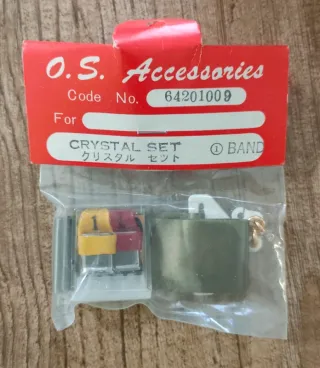 O.S. Accessories
Code No. 64201009
For
CRYSTAL SET ① BAND
クリスタル セット
1